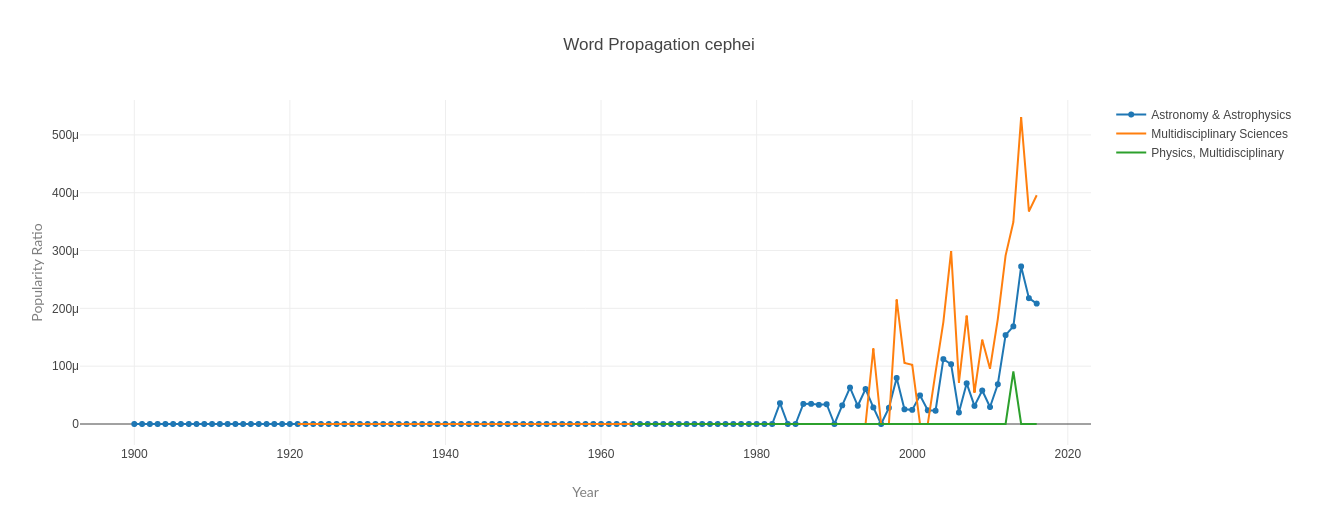 Word Propagation cephei
Astronomy & Astrophysics
Multidisciplinary Sciences
Physics, Multidisciplinary
500μ
400μ
300μ
200μ
100μ
0
Popularity Ratio
1900 1920 1940 1960 1980 2000 2020
Year